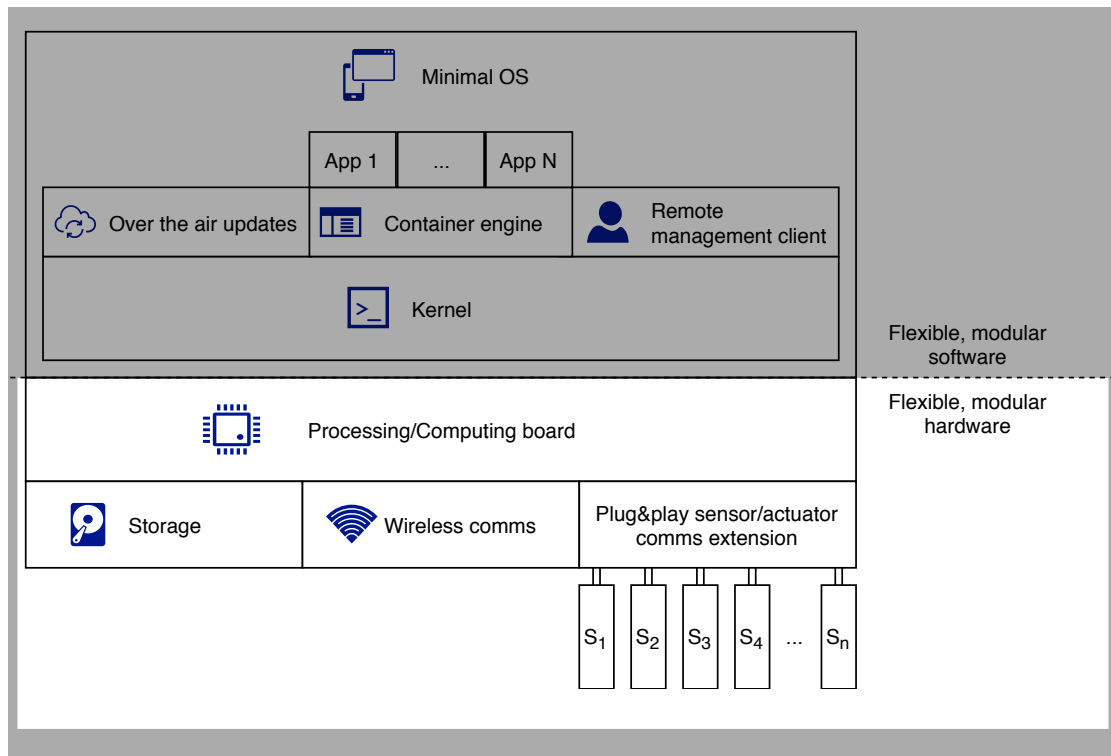 Minimal OS
App 1
...
App N
Over the air updates
Container engine
Remote
management client
>_
Kernel
Flexible, modular
software
Flexible, modular
hardware
Processing/Computing board
Storage
Wireless comms
Plug&play sensor/actuator
comms extension
S1
S2
S3
S4
...
Sn